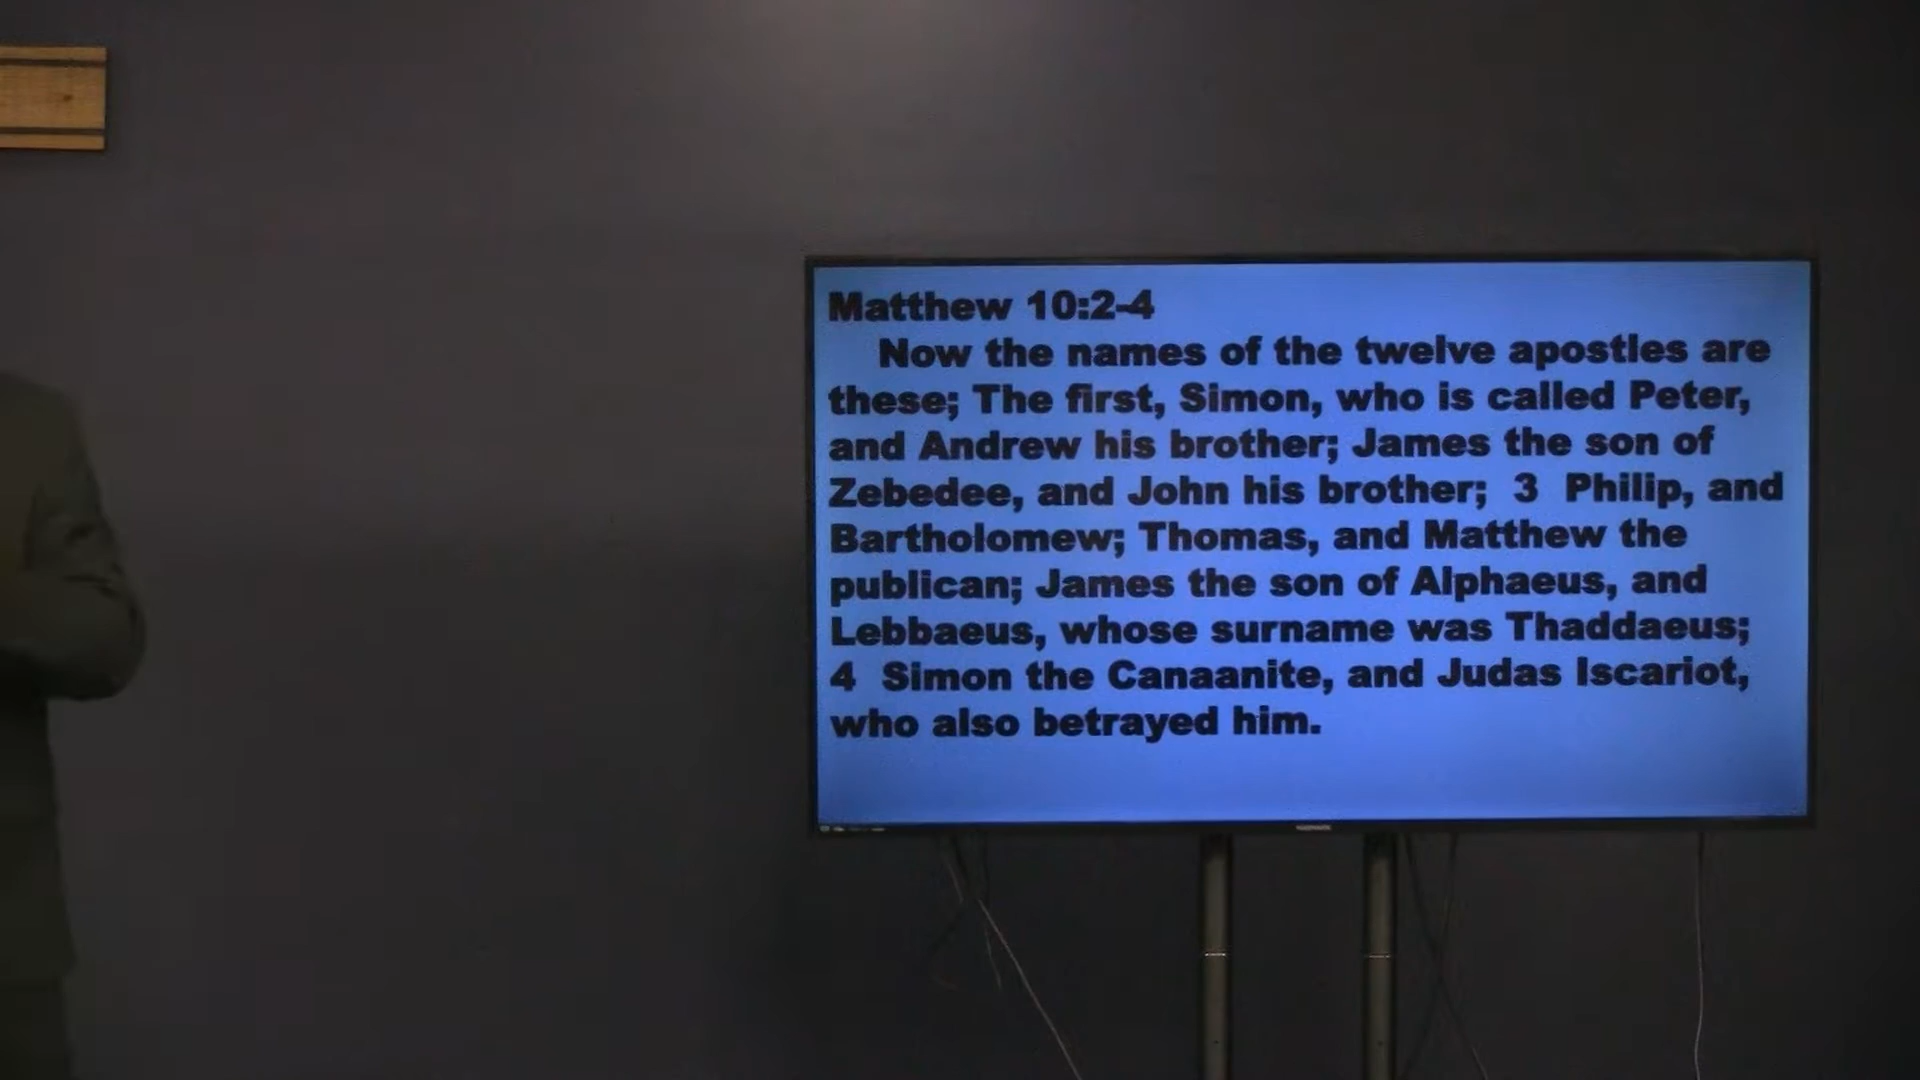 Matthew 10:2-4
Now the names of the twelve apostles are
these; The first, Simon, who is called Peter,
and Andrew his brother; James the son of
Zebedee, and John his brother; 3 Philip, and
Bartholomew; Thomas, and Matthew the
publican; James the son of Alphaeus, and
Lebbaeus, whose surname was Thaddaeus;
4 Simon the Canaanite, and Judas Iscariot,
who also betrayed him.